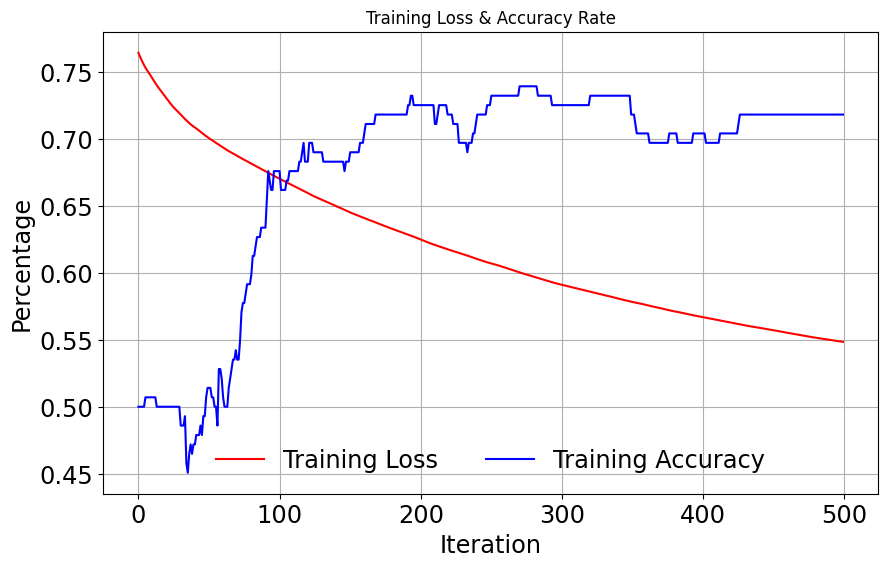 Training Loss & Accuracy Rate
Percentage
0.75
0.70
0.65
0.60
0.55
0.50
0.45
Training Loss Training Accuracy
0 100 200 300 400 500
Iteration